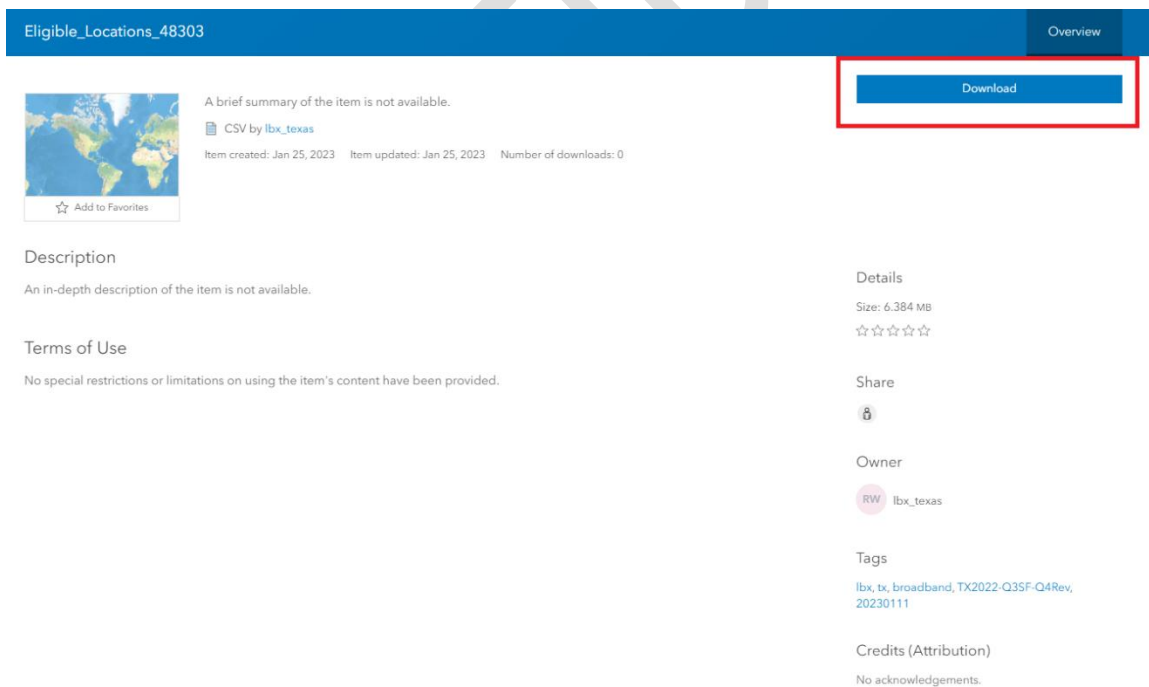 Eligible_Locations_48303
Overview
Download
A brief summary of the item is not available.
CSV by lbx_texas
Item created: Jan 25, 2023 Item updated: Jan 25, 2023 Number of downloads: 0
Add to Favorites
Description
An in-depth description of the item is not available.
Terms of Use
No special restrictions or limitations on using the item's content have been provided.
Details
Size: 6.384 MB
Share
Owner
RW lbx_texas
Tags
lbx, tx, broadband, TX2022-Q3SF-Q4Rev,
20230111
Credits (Attribution)
No acknowledgements.